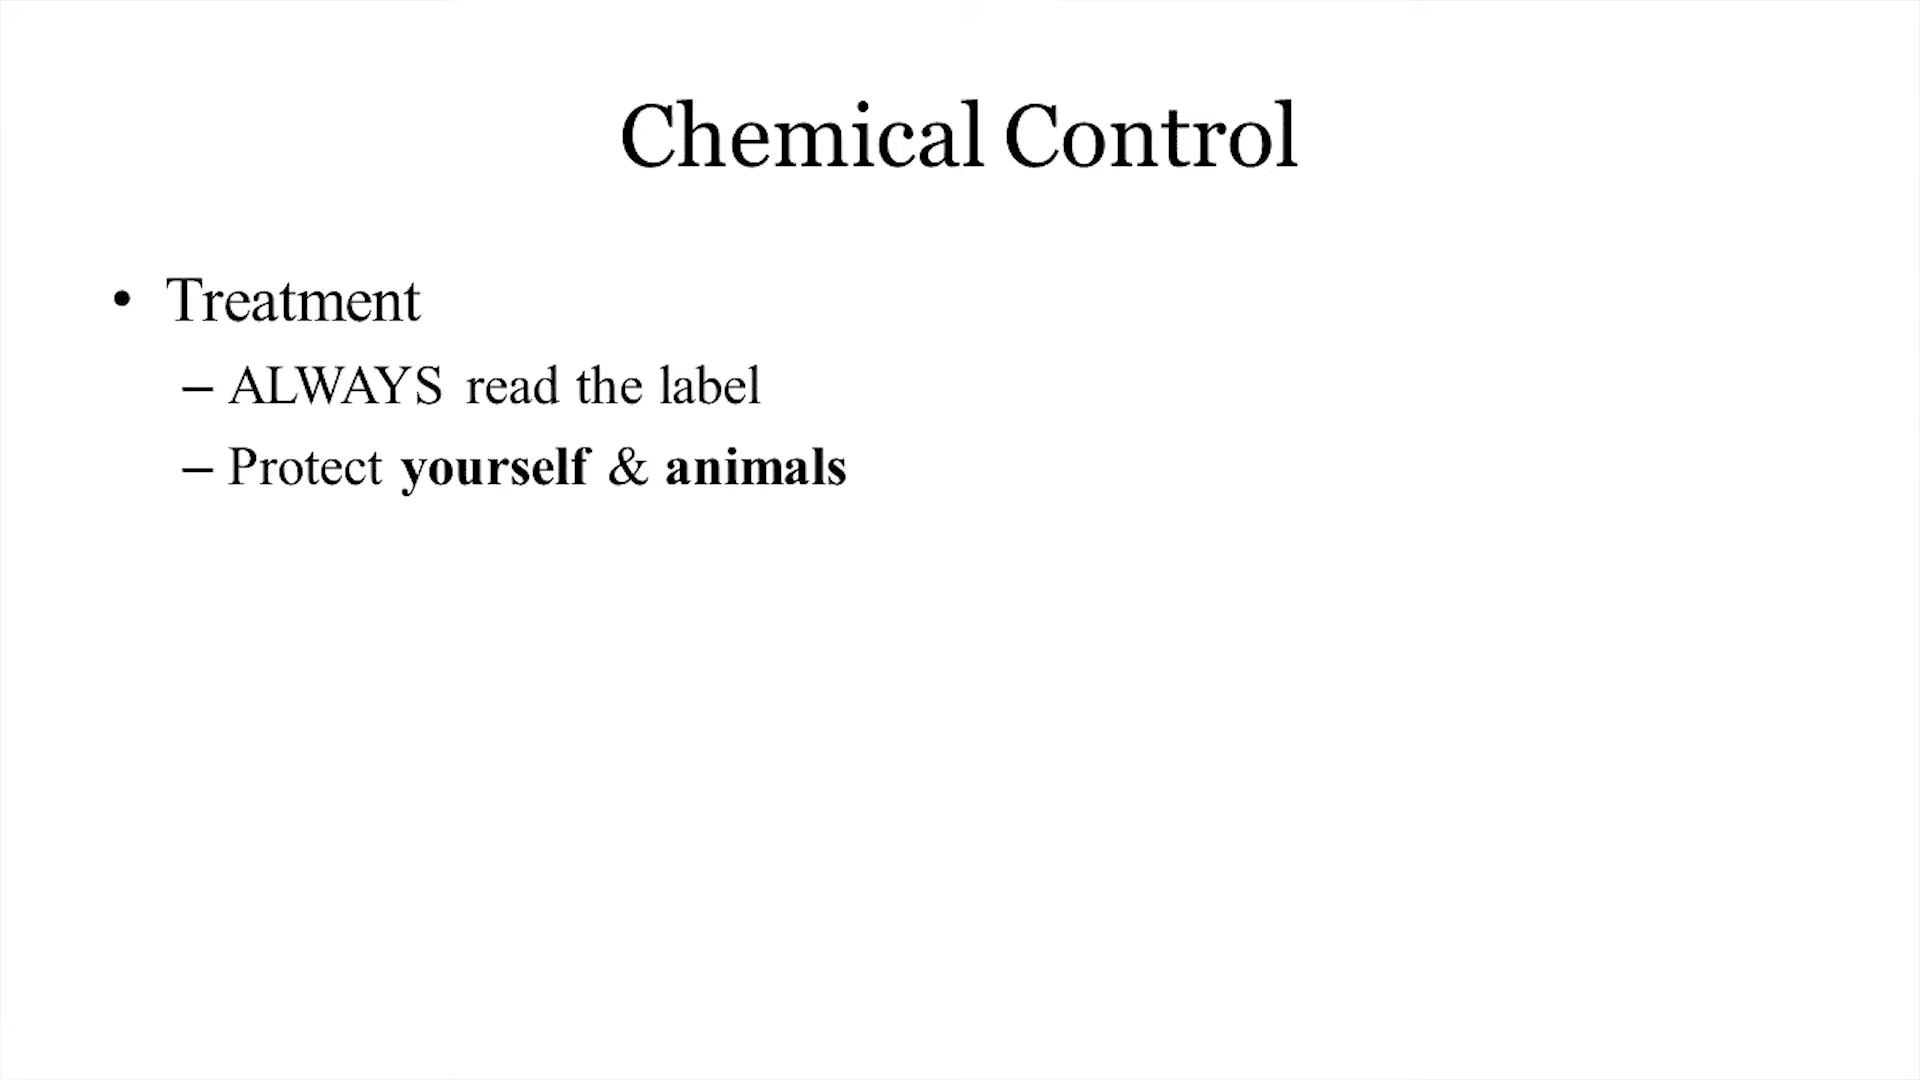 Chemical Control
• Treatment
– ALWAYS read the label
– Protect yourself & animals